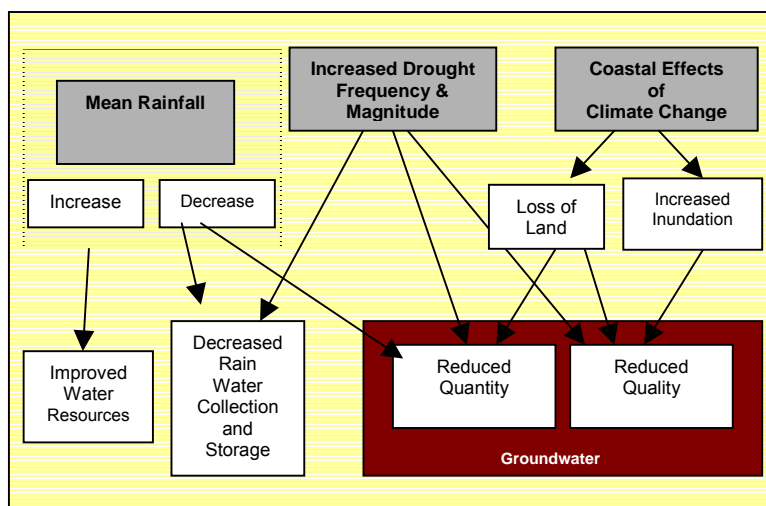 Mean Rainfall
Increased Drought
Frequency &
Magnitude
Coastal Effects
of
Climate Change
Increase
Decrease
Loss of
Land
Increased
Inundation
Improved
Water
Resources
Decreased
Rain
Water
Collection
and
Storage
Reduced
Quantity
Reduced
Quality
Groundwater